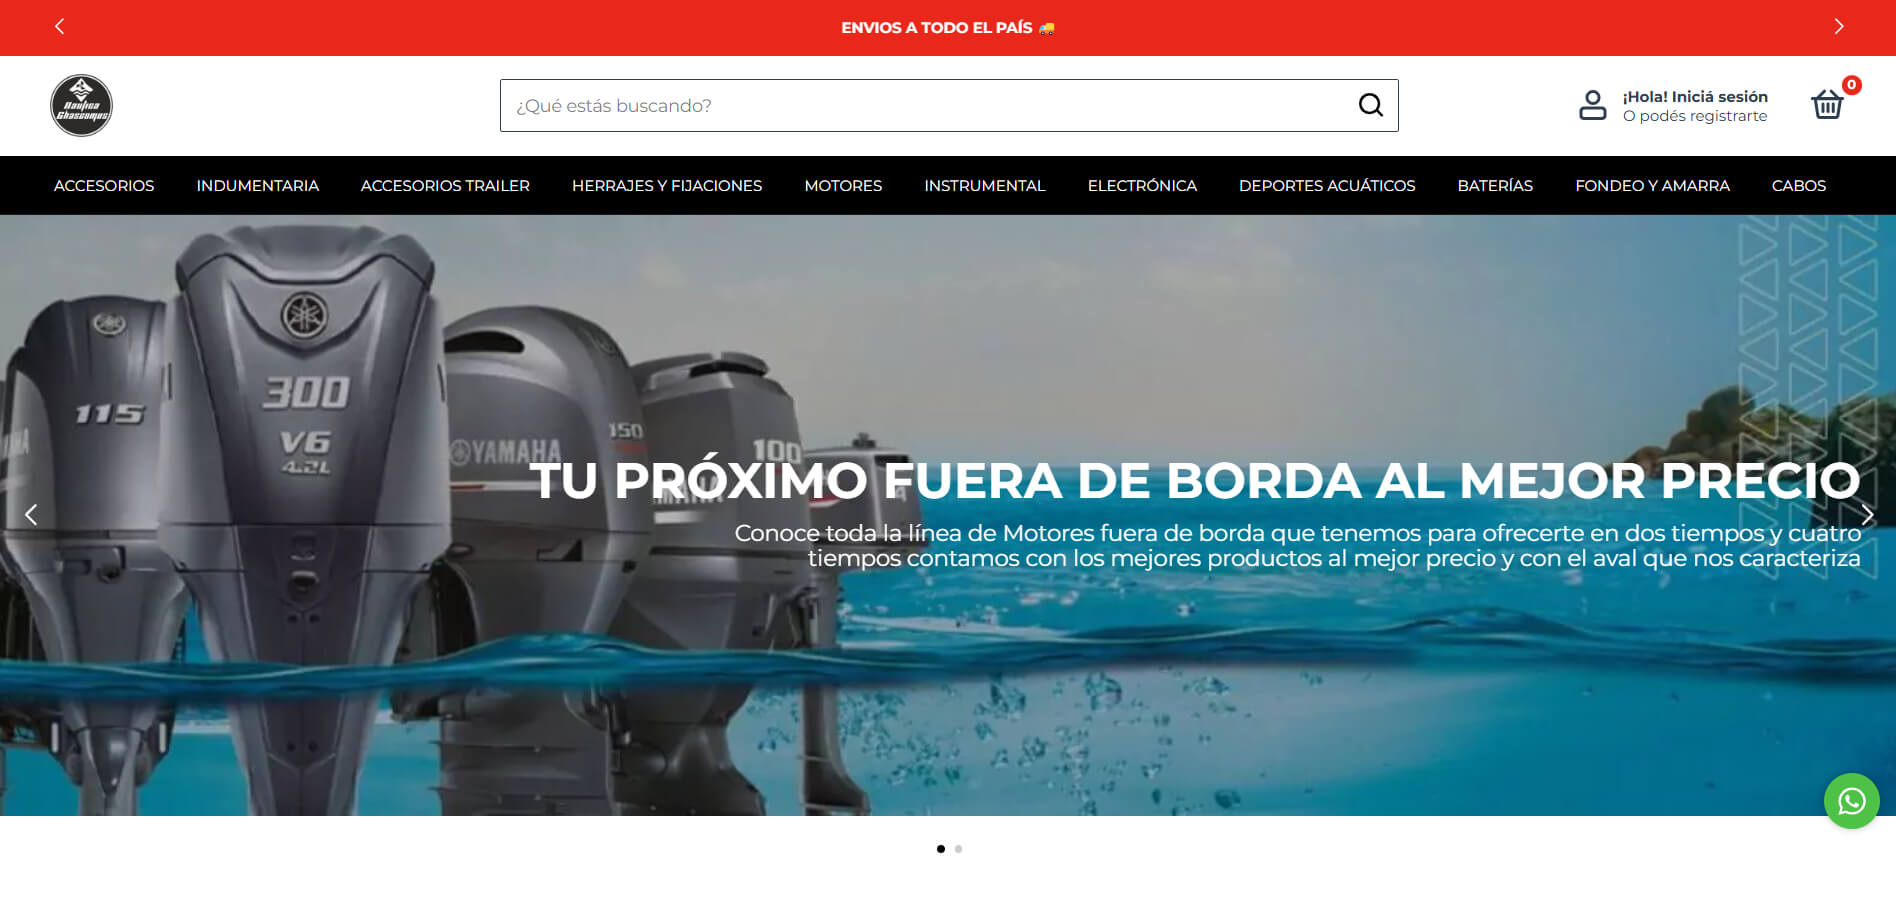 ENVIOS A TODO EL PAÍS 🚚
Nautica
Chascomus
¿Qué estás buscando?
¡Hola! Iniciá sesión
O podés registrarte
0
ACCESORIOS INDUMENTARIA ACCESORIOS TRAILER HERRAJES Y FIJACIONES MOTORES INSTRUMENTAL ELECTRÓNICA DEPORTES ACUÁTICOS BATERÍAS FONDEO Y AMARRA CABOS
115
300
V6
4.2L
YAMAHA
150
100
TU PRÓXIMO FUERA DE BORDA AL MEJOR PRECIO
Conoce toda la línea de Motores fuera de borda que tenemos para ofrecerte en dos tiempos y cuatro
tiempos contamos con los mejores productos al mejor precio y con el aval que nos caracteriza